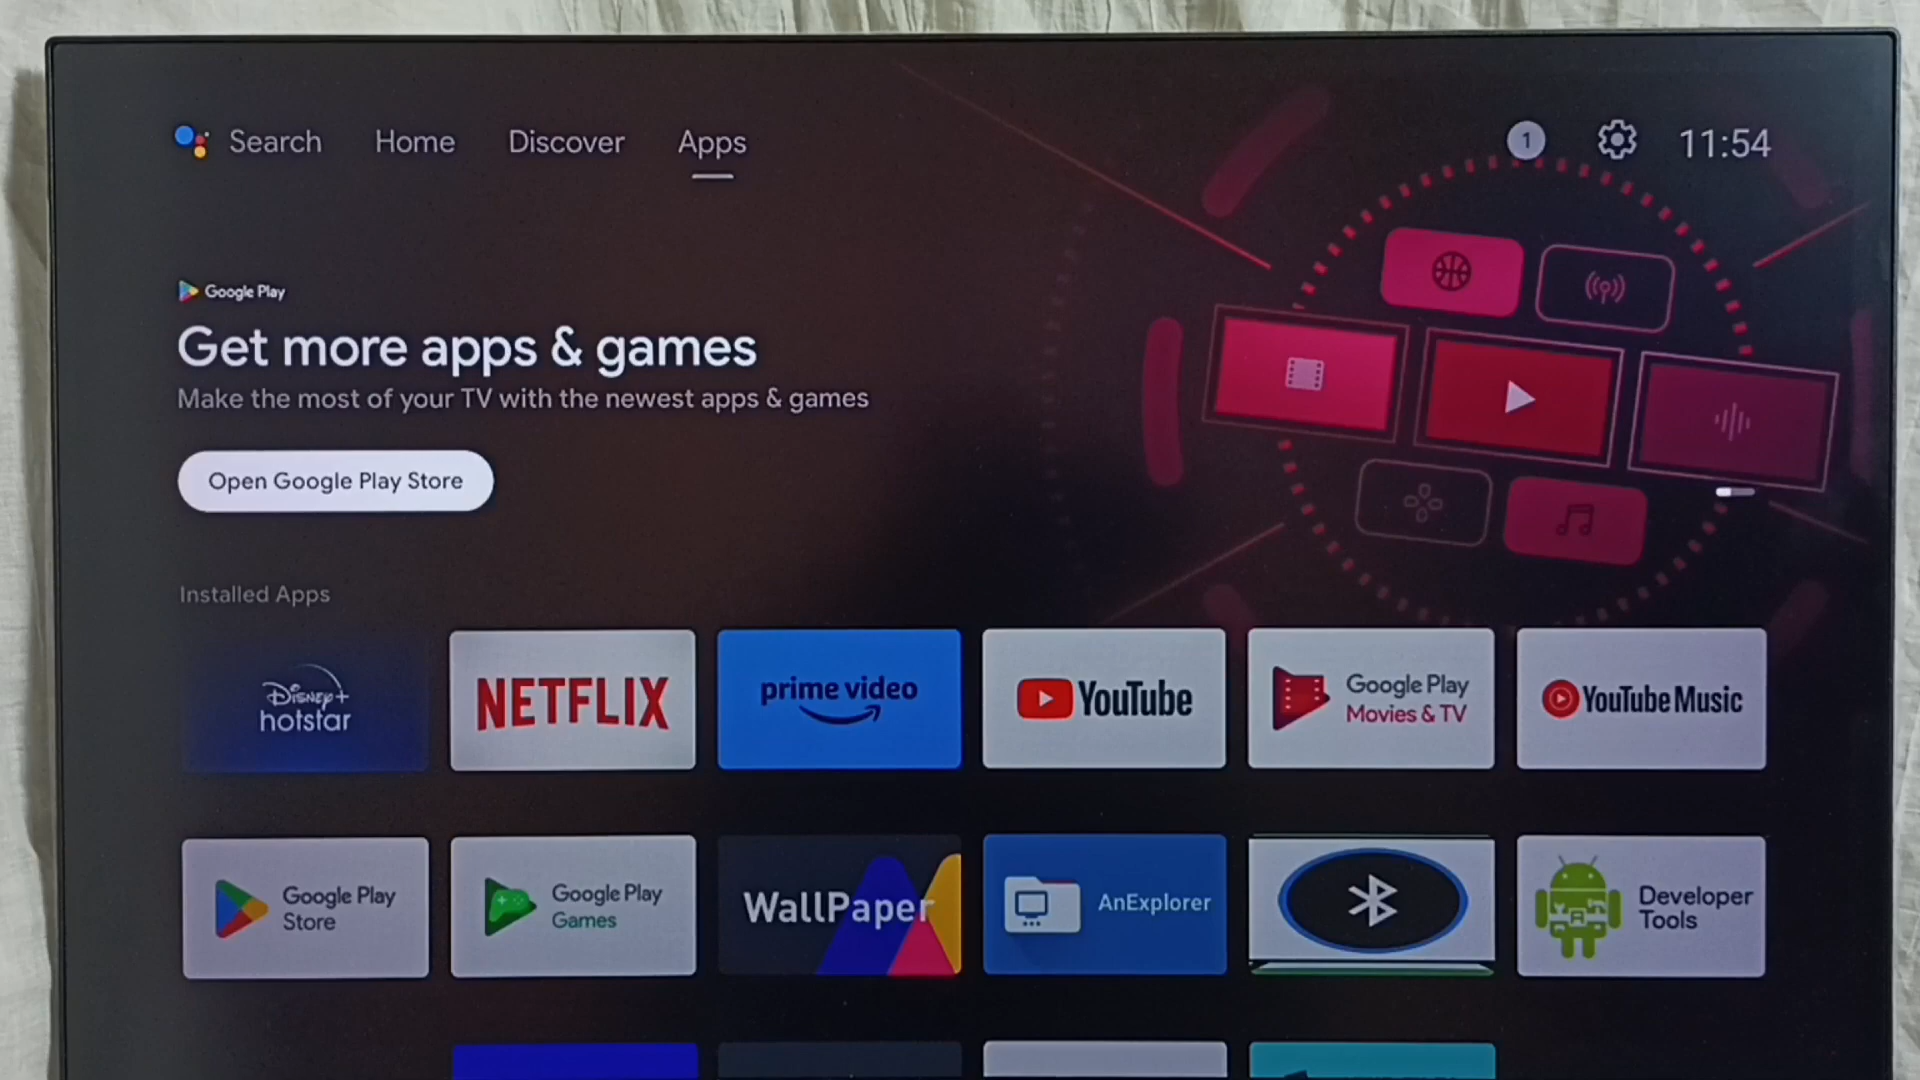 Search Home Discover Apps 1 11:54
Google Play
Get more apps & games
Make the most of your TV with the newest apps & games
Open Google Play Store
Installed Apps
Disney+ hotstar
NETFLIX
prime video
YouTube
Google Play Movies & TV
YouTube Music
Google Play Store
Google Play Games
WallPaper
AnExplorer
Developer Tools